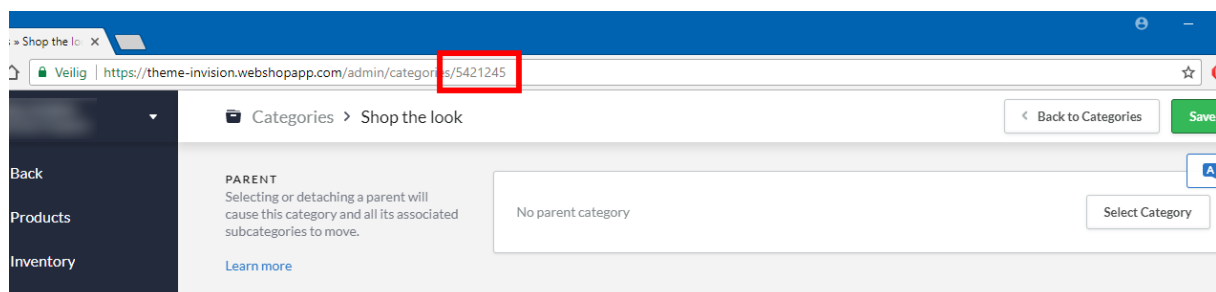 » Shop the lo
Veilig https://theme-invision.webshopapp.com/admin/categories/5421245
Categories > Shop the look
Back to Categories
Save
Back
Products
Inventory
PARENT
Selecting or detaching a parent will
cause this category and all its associated
subcategories to move.
Learn more
No parent category
Select Category
A